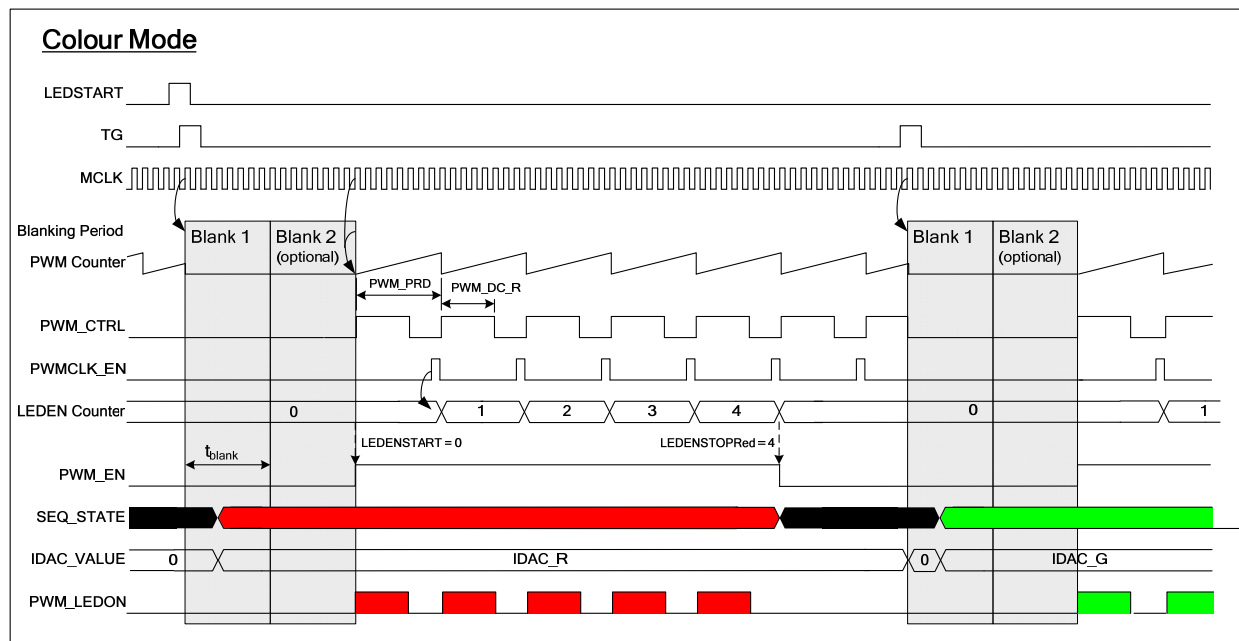 Colour Mode
LEDSTART
TG
MCLK
Blanking Period
Blank 1
Blank 2
(optional)
Blank 1
Blank 2
(optional)
PWM Counter
PWM_PRD
PWM_DC_R
PWM_CTRL
PWMCLK_EN
LEDEN Counter
0
1
2
3
4
0
1
LEDENSTART = 0
LEDENSTOPRed = 4
tblank
PWM_EN
SEQ_STATE
IDAC_VALUE
0
IDAC_R
0
IDAC_G
PWM_LEDON